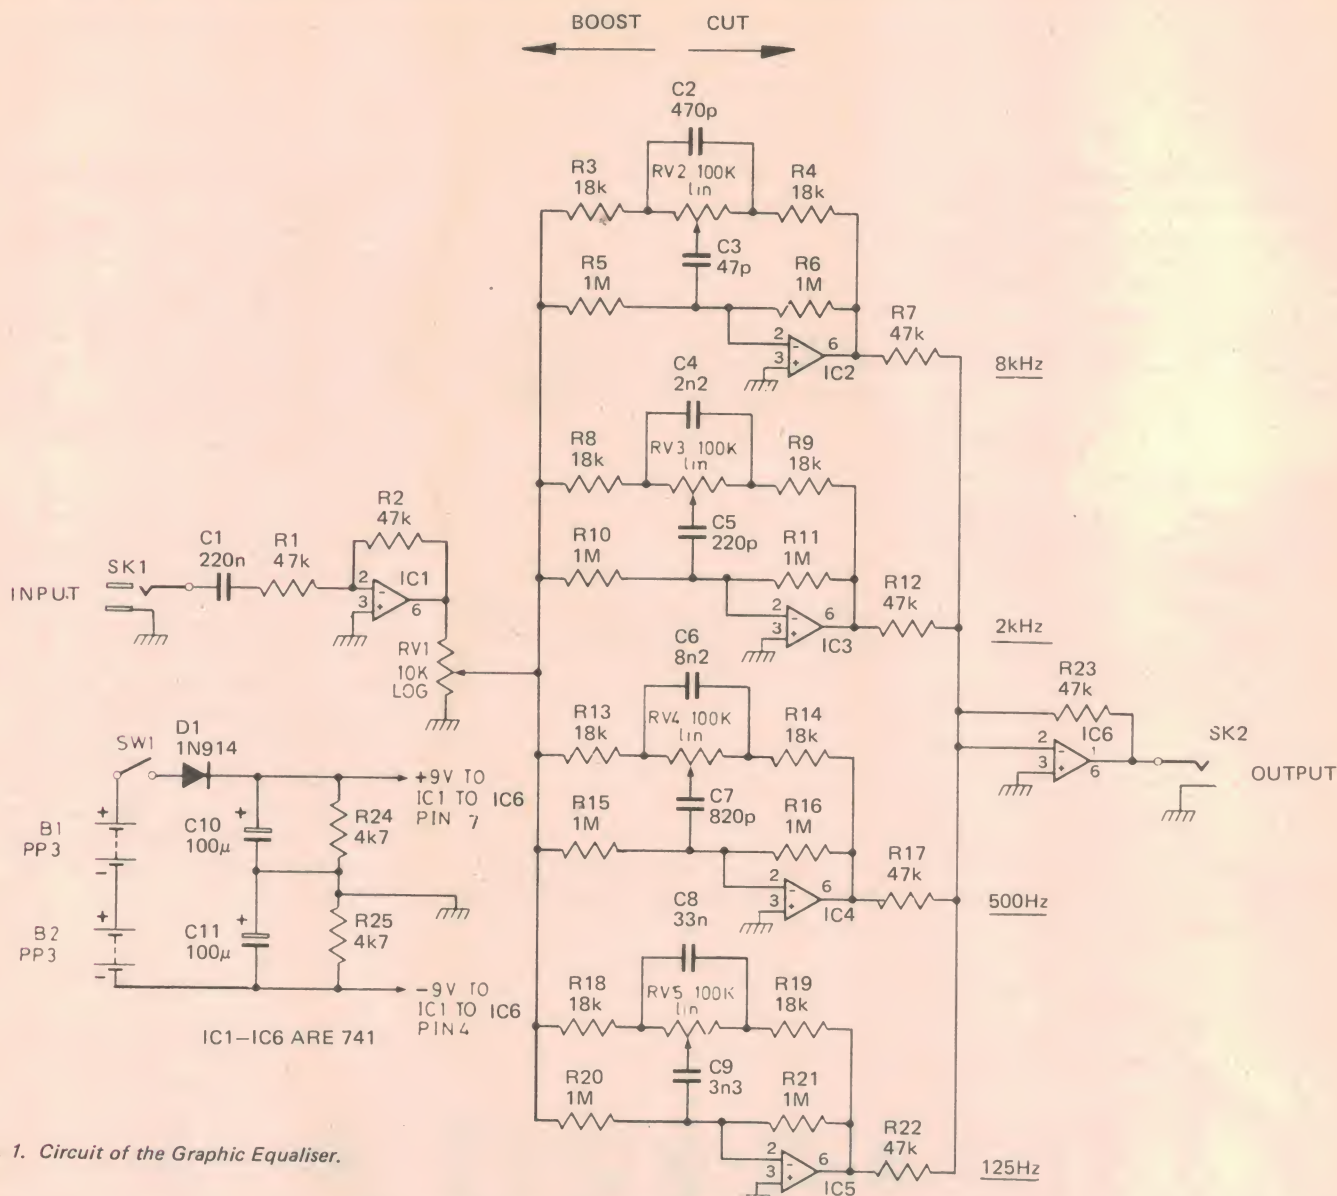 BOOST CUT
C2
470p
R3
18k
RV2 100K
lin
R4
18k
C3
47p
R5
1M
R6
1M
R7
47k
2
3
6
IC2
8kHz
C4
2n2
R8
18k
RV3 100K
lin
R9
18k
C5
220p
R10
1M
R11
1M
R12
47k
2
3
6
IC3
2kHz
INPUT
SK1
C1
220n
R1
47k
R2
47k
2
3
6
IC1
RV1
10K
LOG
C6
8n2
R13
18k
RV4 100K
lin
R14
18k
C7
820p
R15
1M
R16
1M
R17
47k
2
3
6
IC4
500Hz
R23
47k
IC6
2
3
1
6
SK2
OUTPUT
SW1
D1
1N914
+9V TO
IC1 TO IC6
PIN 7
B1
PP3
+
-
C10
100µ
+
R24
4k7
B2
PP3
+
-
C11
100µ
+
R25
4k7
-9V TO
IC1 TO IC6
PIN 4
IC1–IC6 ARE 741
C8
33n
R18
18k
RV5 100K
lin
R19
18k
C9
3n3
R20
1M
R21
1M
R22
47k
2
3
6
IC5
125Hz
1. Circuit of the Graphic Equaliser.